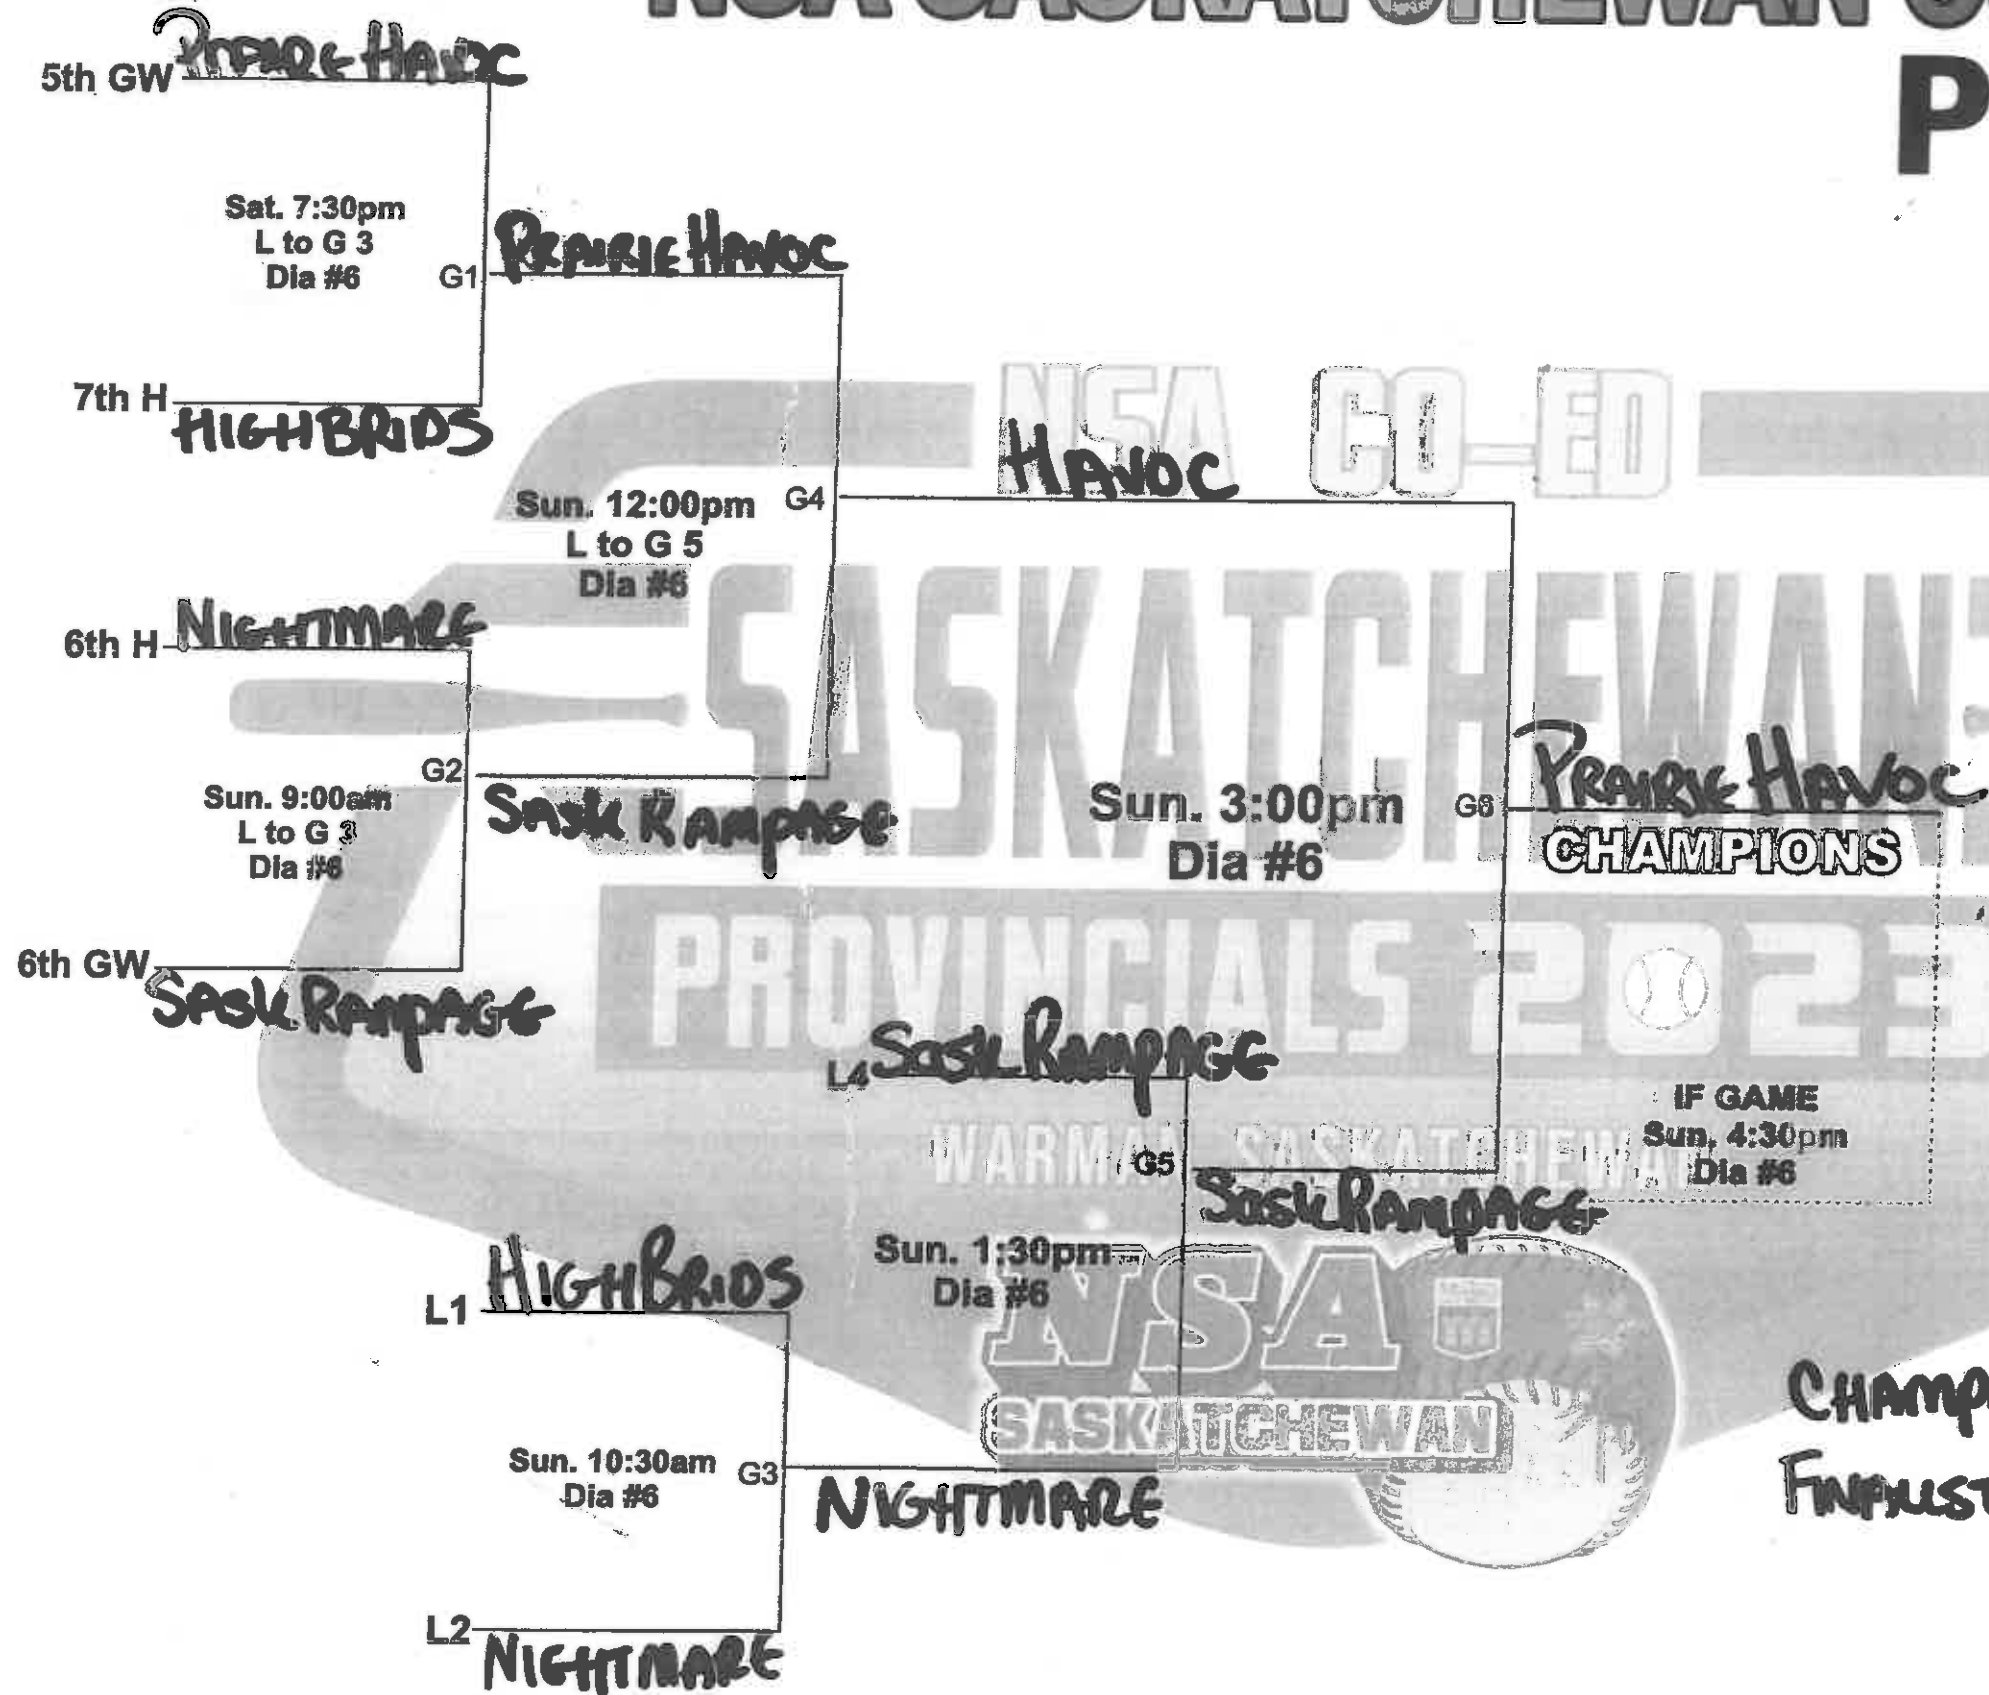 NSA SASKATCHEWAN
P
5th GW PRAIRIE HAVOC
Sat. 7:30pm
L to G 3
Dia #6
G1 PRAIRIE HAVOC
7th H
HIGHBRIDS
NSA CO-ED
HAVOC
Sun. 12:00pm G4
L to G 5
Dia #6
SASKATCHEWAN
6th H NIGHTMARE
G2
Sun. 9:00am
L to G 3
Dia #6
SASK RAMPAGE
Sun. 3:00pm G6
Dia #6
PRAIRIE HAVOC
CHAMPIONS
PROVINCIALS 2023
6th GW
SASK RAMPAGE
L4 SASK RAMPAGE
WARMAN SASKATCHEWAN
G5
SASK RAMPAGE
IF GAME
Sun. 4:30pm
Dia #6
Sun. 1:30pm
Dia #6
L1 HIGHBRIDS
NSA
SASKATCHEWAN
Sun. 10:30am G3
Dia #6
NIGHTMARE
L2
NIGHTMARE